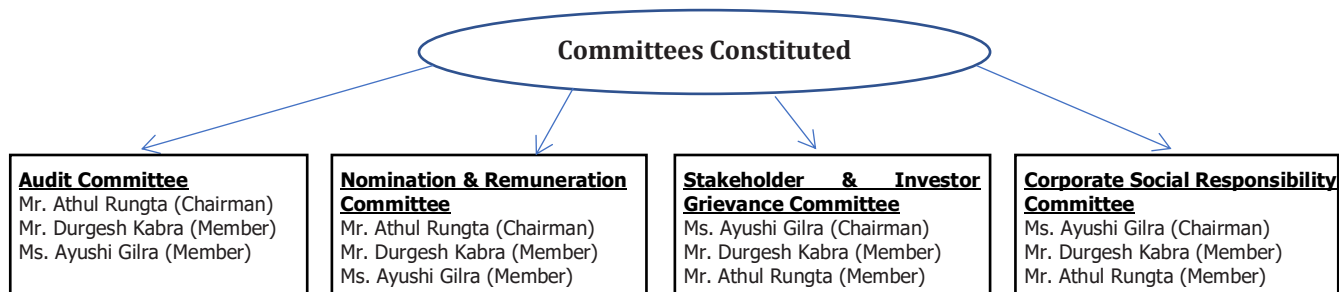 Committees Constituted
Audit Committee
Mr. Athul Rungta (Chairman)
Mr. Durgesh Kabra (Member)
Ms. Ayushi Gilra (Member)
Nomination & Remuneration
Committee
Mr. Athul Rungta (Chairman)
Mr. Durgesh Kabra (Member)
Ms. Ayushi Gilra (Member)
Stakeholder & Investor
Grievance Committee
Ms. Ayushi Gilra (Chairman)
Mr. Durgesh Kabra (Member)
Mr. Athul Rungta (Member)
Corporate Social Responsibility
Committee
Ms. Ayushi Gilra (Chairman)
Mr. Durgesh Kabra (Member)
Mr. Athul Rungta (Member)